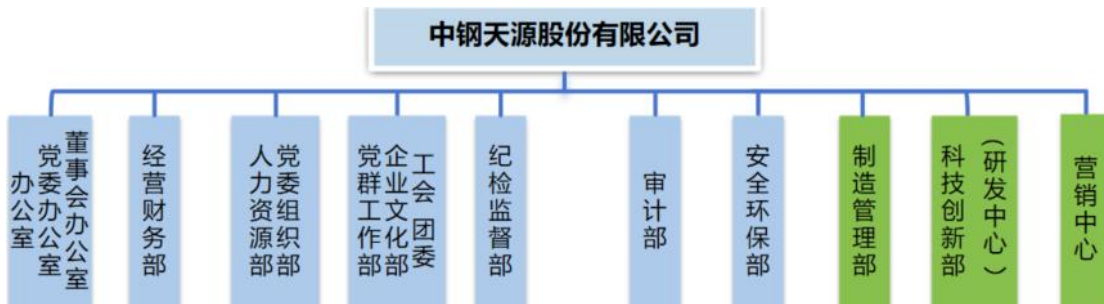 中钢天源股份有限公司
办公室
党委办公室
董事会办公室
经营财务部
人力资源部
党委组织部
党群工作部
企业文化部
工会 团委
纪检监督部
审计部
安全环保部
制造管理部
科技创新部
（研发中心）
营销中心